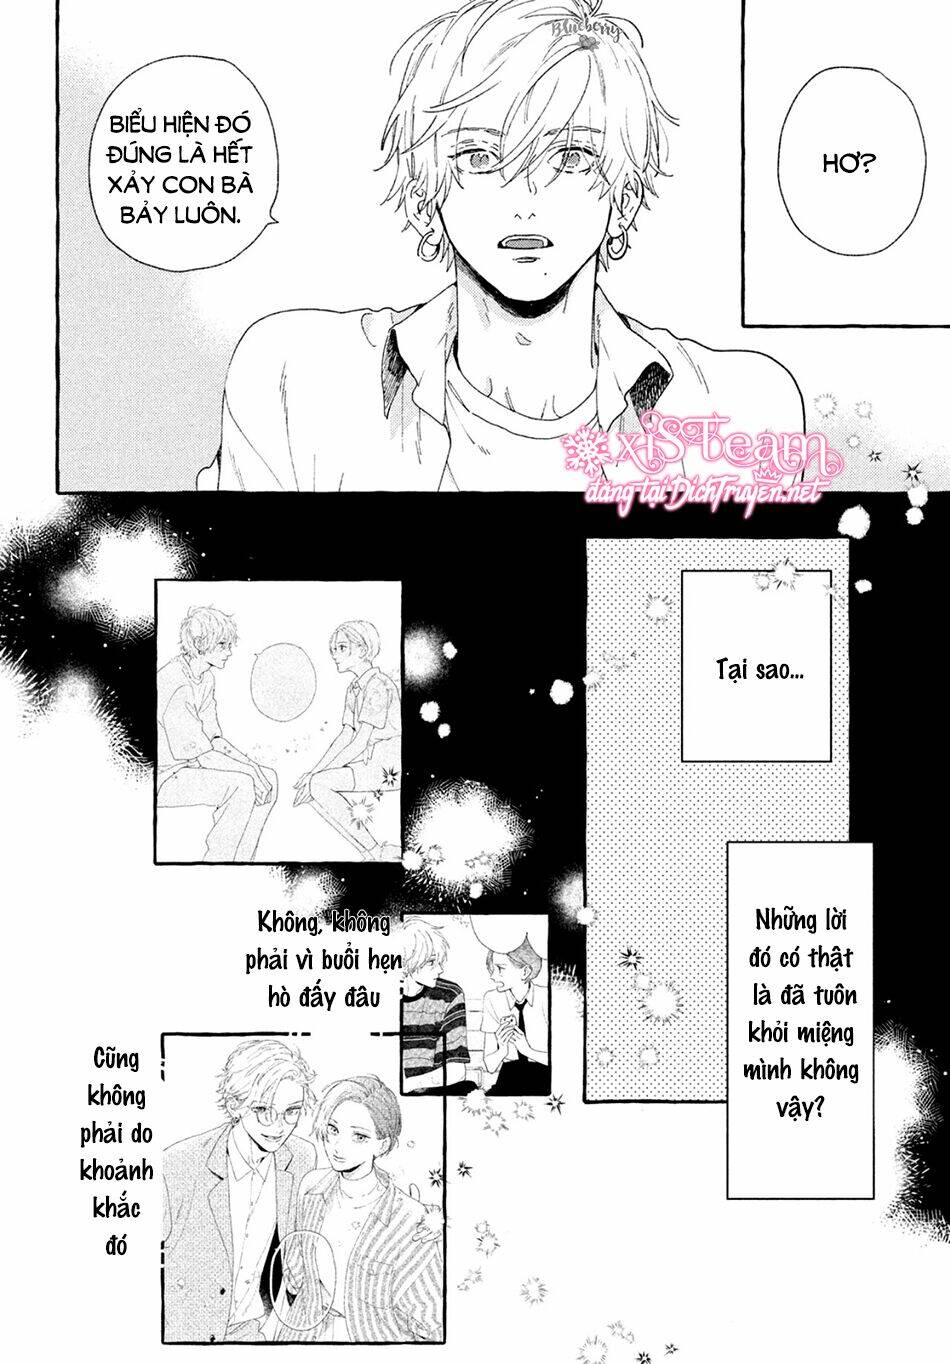 Blueberry
HƠ?
BIỂU HIỆN ĐÓ
ĐÚNG LÀ HẾT
XẢY CON BÀ
BẢY LUÔN.
xISTeam
đăng tại DichTruyen.net
Tại sao...
Những lời
đó có thật
là đã tuôn
khỏi miệng
mình không
vậy?
Không, không
phải vì buổi hẹn
hò đấy đâu
Cũng
không
phải do
khoảnh
khắc
đó